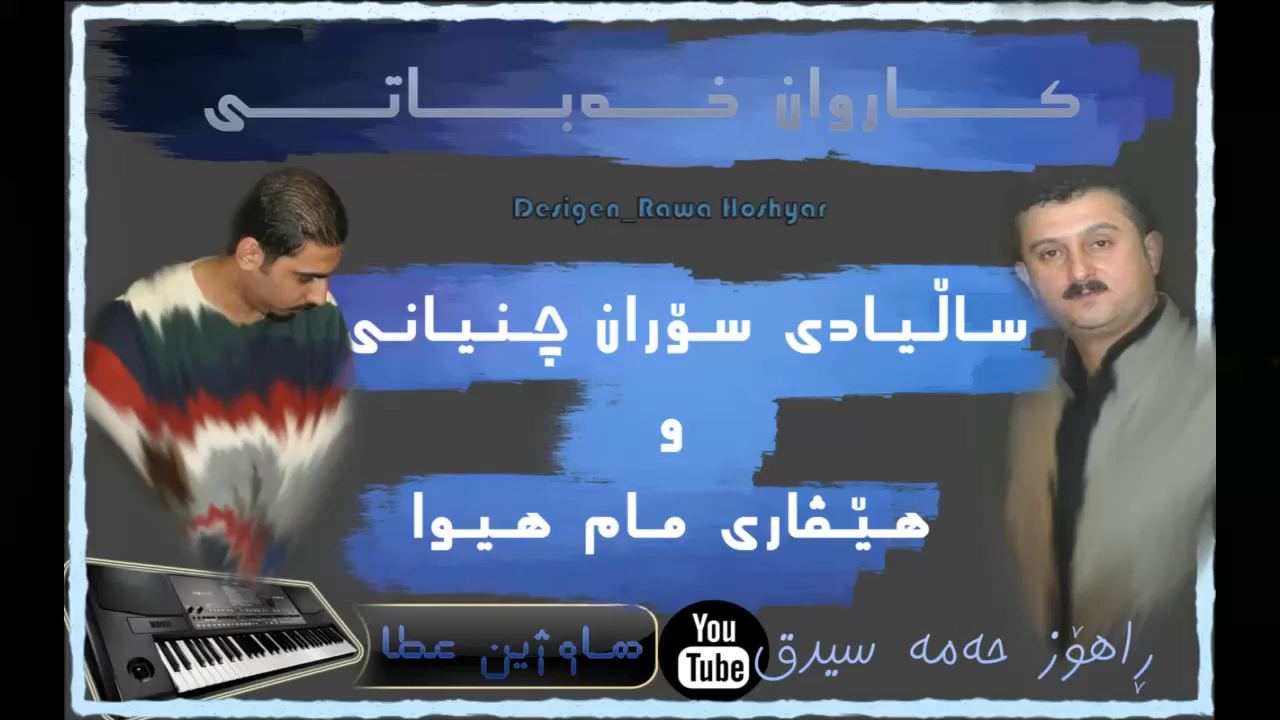 کاروان خەباتی
Desigen_Rawa Hoshyar
ساڵیادی سۆران چنیانی
و
هێڤاری مام هیوا
هاوژین عطا
You
Tube
ڕاهۆز حەمە سیدق